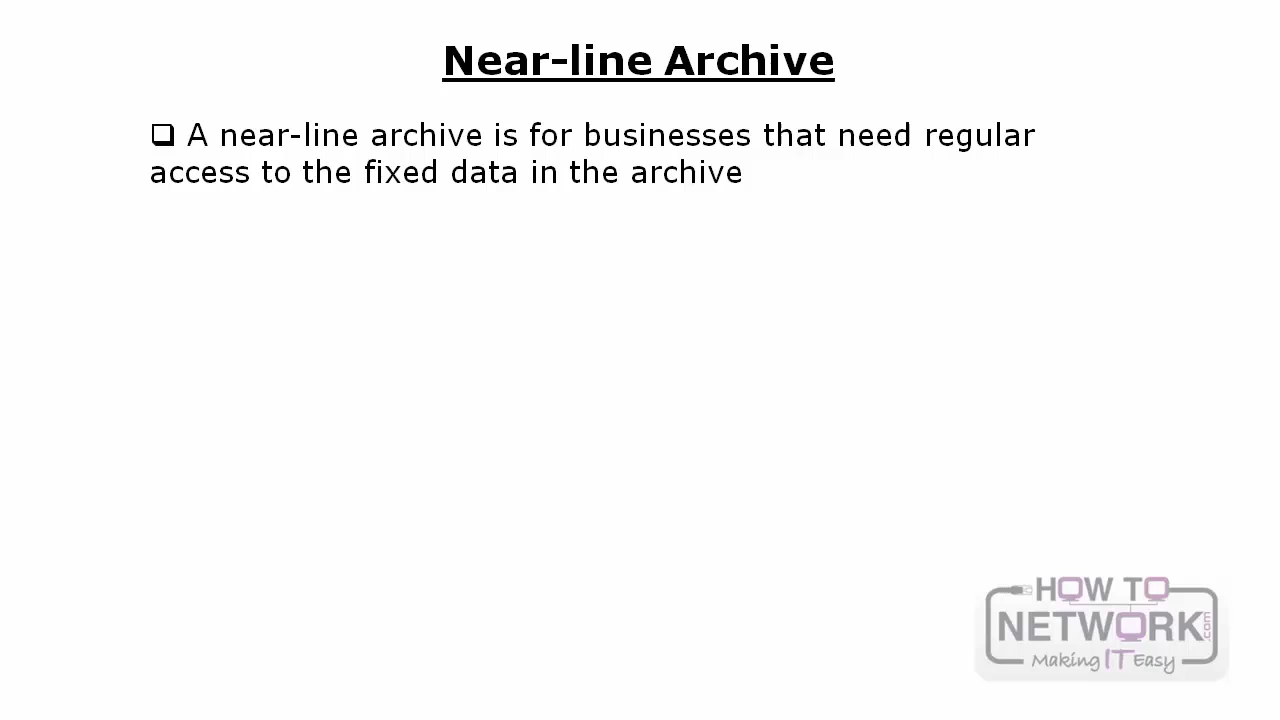 Near-line Archive
❑ A near-line archive is for businesses that need regular
access to the fixed data in the archive
HOW TO
NETWORK.com
Making IT Easy